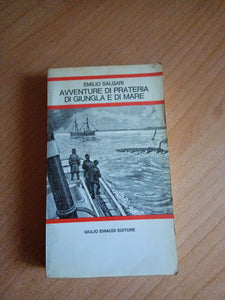 EMILIO SALGARI
AVVENTURE DI PRATERIA
DI GIUNGLA E DI MARE
GIULIO EINAUDI EDITORE